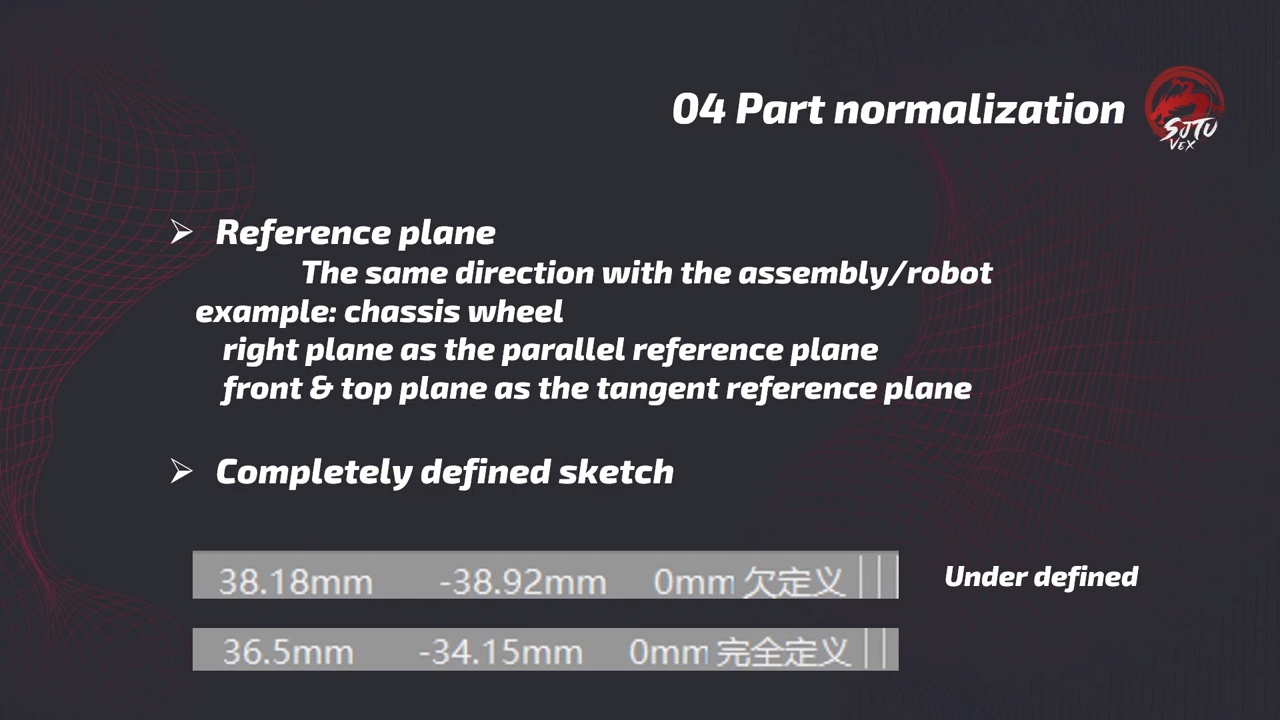 04 Part normalization
SJTU
VEX
➢ Reference plane
The same direction with the assembly/robot
example: chassis wheel
right plane as the parallel reference plane
front & top plane as the tangent reference plane
➢ Completely defined sketch
38.18mm -38.92mm 0mm 欠定义
Under defined
36.5mm -34.15mm 0mm 完全定义